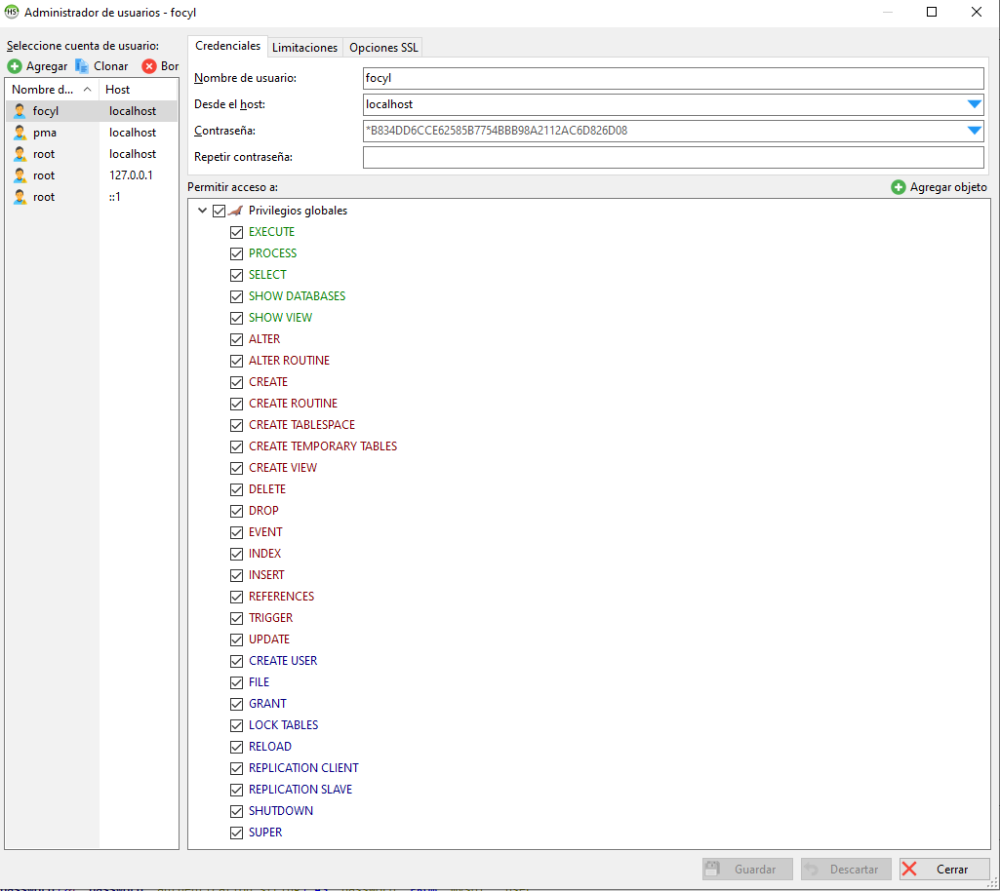 HS Administrador de usuarios - focyl
Seleccione cuenta de usuario:
Agregar Clonar Bor
Nombre d... Host
focyl localhost
pma localhost
root localhost
root 127.0.0.1
root ::1
Credenciales Limitaciones Opciones SSL
Nombre de usuario: focyl
Desde el host: localhost
Contraseña: *B834DD6CCE62585B7754BBB98A2112AC6D826D08
Repetir contraseña:
Permitir acceso a: Agregar objeto
Privilegios globales
EXECUTE
PROCESS
SELECT
SHOW DATABASES
SHOW VIEW
ALTER
ALTER ROUTINE
CREATE
CREATE ROUTINE
CREATE TABLESPACE
CREATE TEMPORARY TABLES
CREATE VIEW
DELETE
DROP
EVENT
INDEX
INSERT
REFERENCES
TRIGGER
UPDATE
CREATE USER
FILE
GRANT
LOCK TABLES
RELOAD
REPLICATION CLIENT
REPLICATION SLAVE
SHUTDOWN
SUPER
Guardar Descartar Cerrar